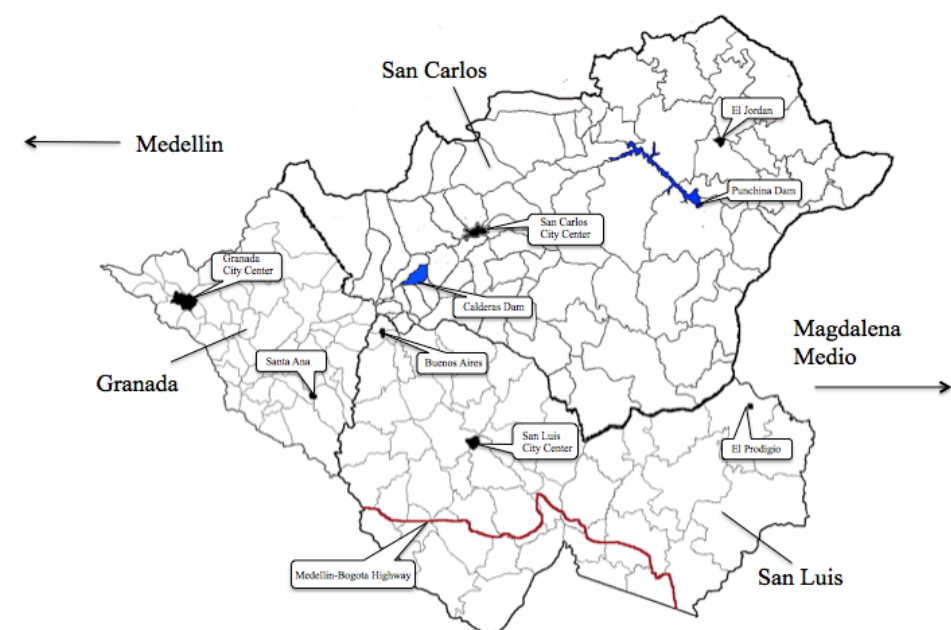 San Carlos
El Jordan
Medellin
Punchina Dam
San Carlos
City Center
Granada
City Center
Calderas Dam
Magdalena
Medio
Santa Ana
Buenos Aires
Granada
San Luis
City Center
El Prodigio
Medellin-Bogota Highway
San Luis